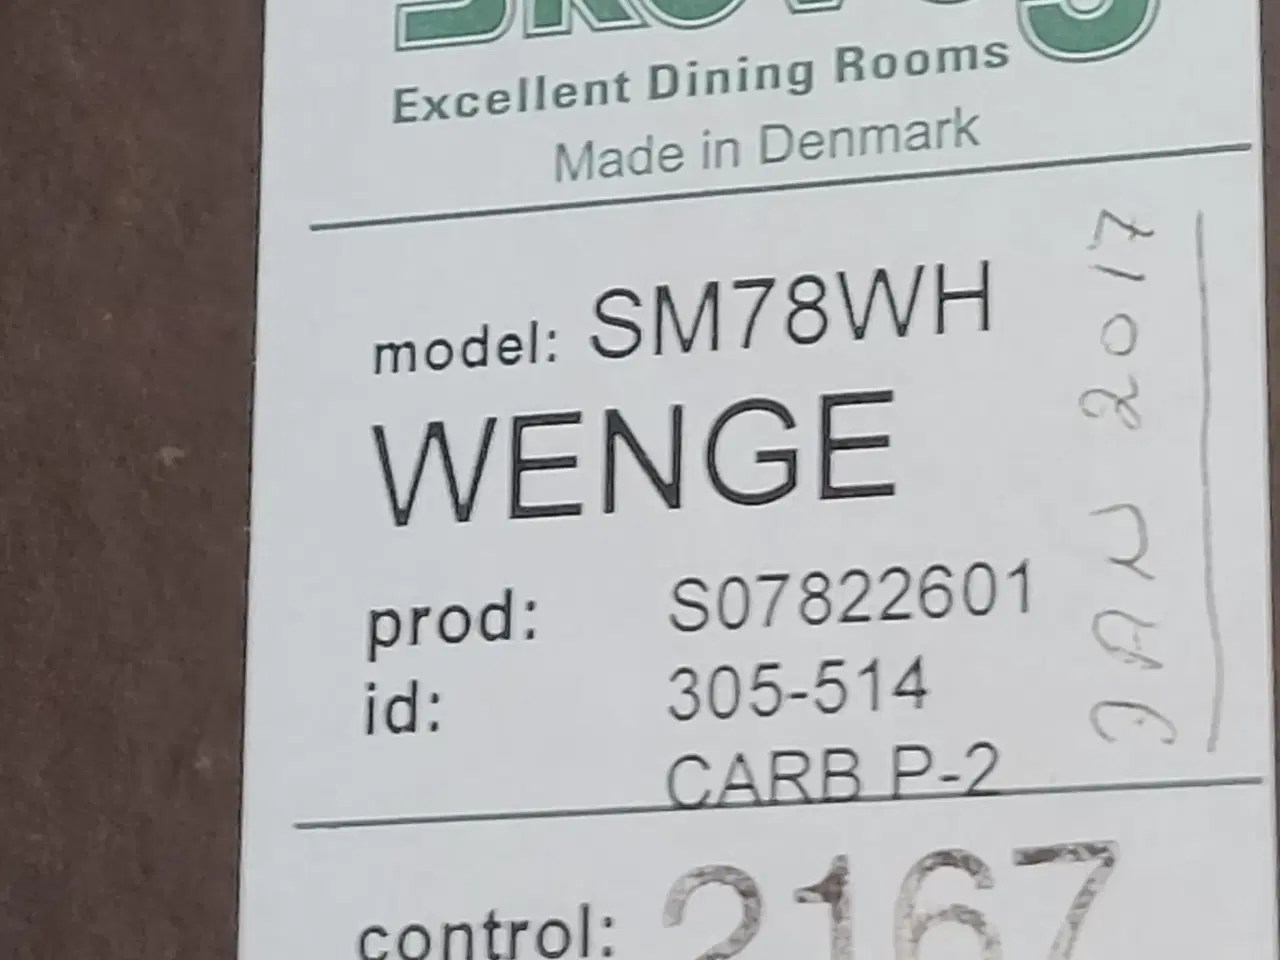 Skovby
Excellent Dining Rooms
Made in Denmark
model: SM78WH
WENGE
prod: S07822601
id: 305-514
CARB P-2
JAN 2017
control: 2167